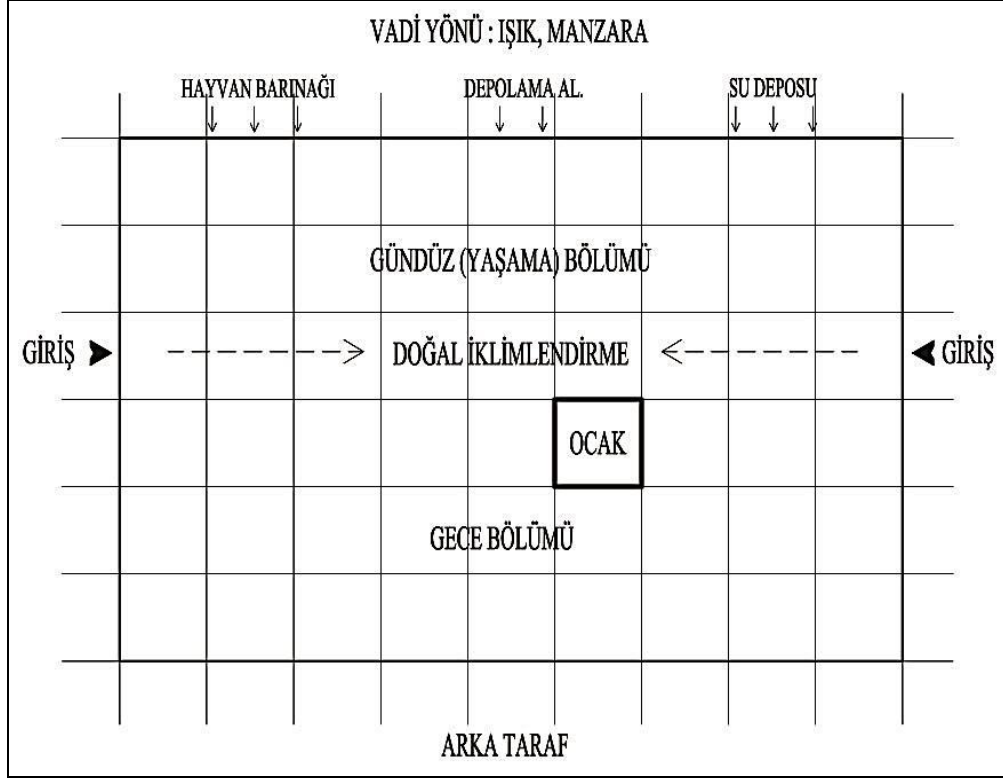 VADİ YÖNÜ : IŞIK, MANZARA
HAYVAN BARINAĞI
DEPOLAMA AL.
SU DEPOSU
GÜNDÜZ (YAŞAMA) BÖLÜMÜ
GİRİŞ
DOĞAL İKLİMLENDİRME
GİRİŞ
OCAK
GECE BÖLÜMÜ
ARKA TARAF